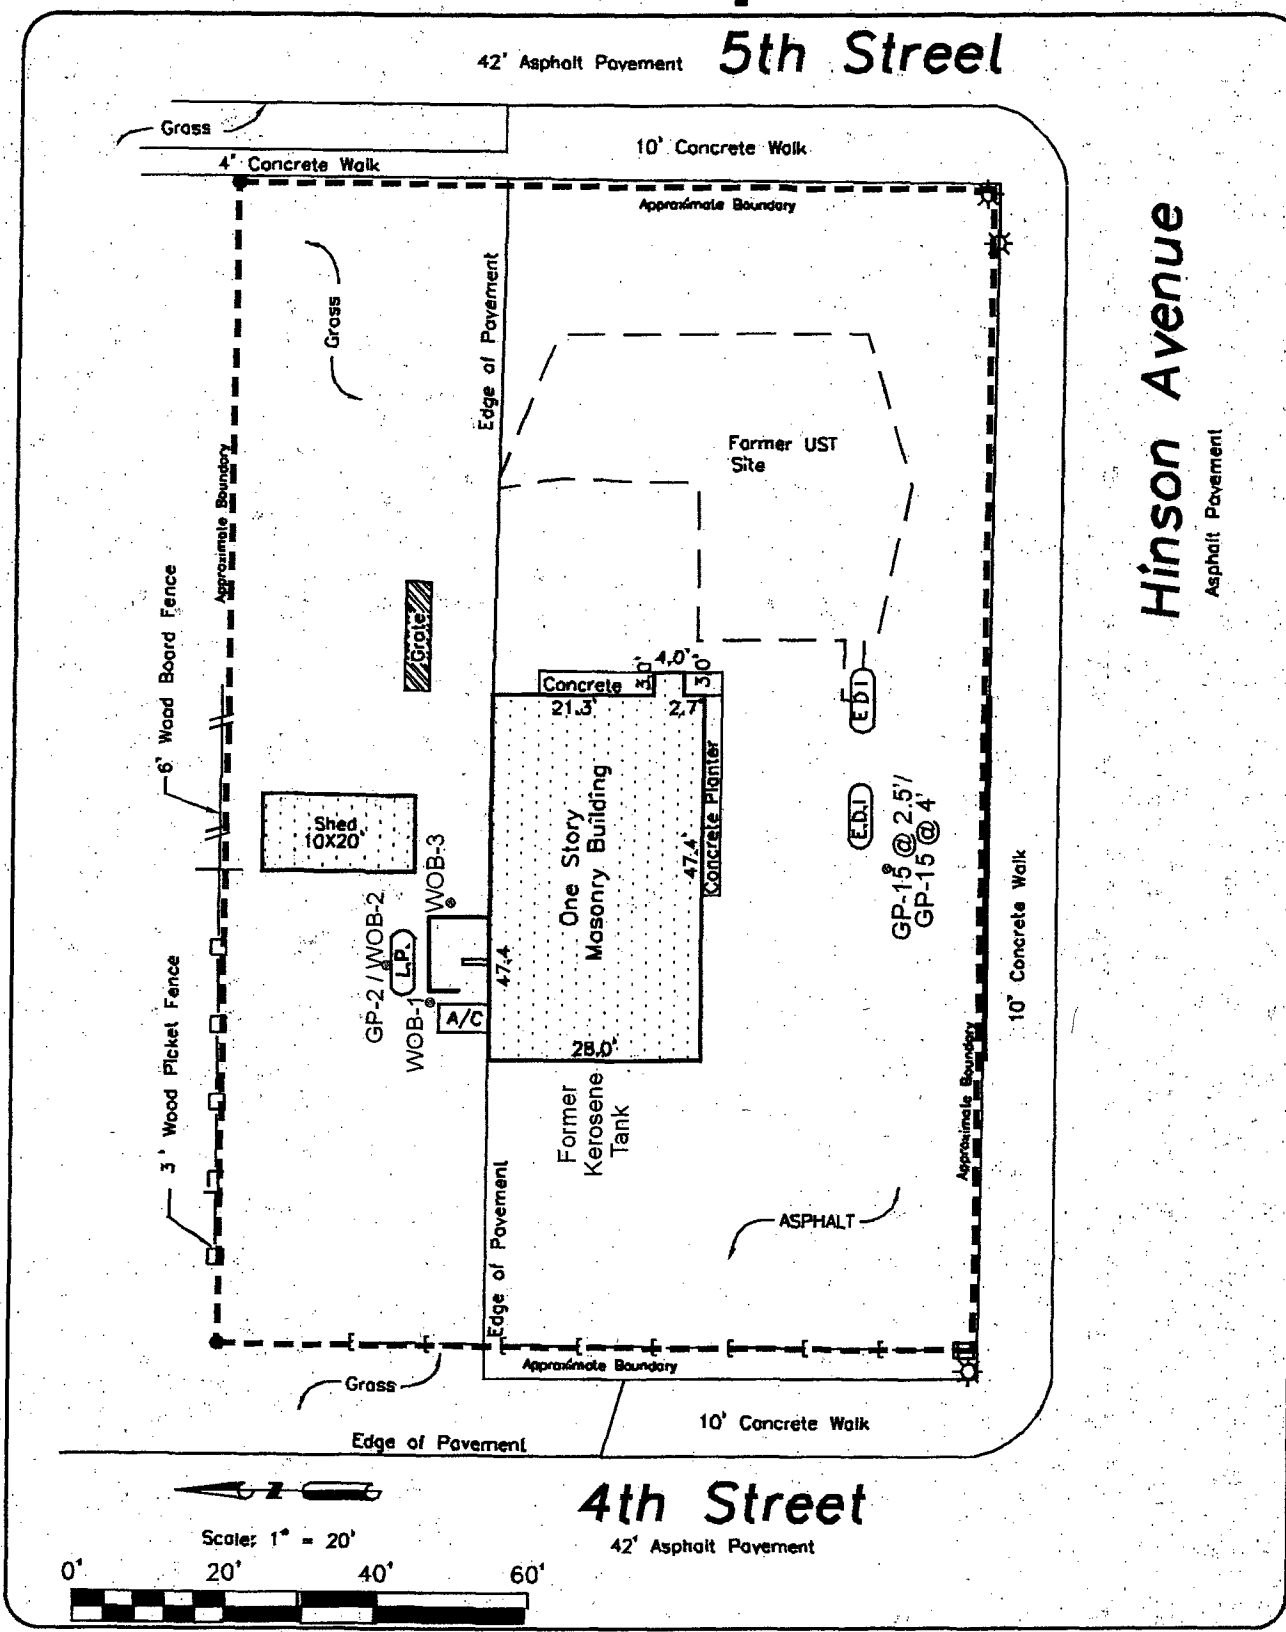 42' Asphalt Pavement 5th Street
Grass
10' Concrete Walk
4' Concrete Walk
Approximate Boundary
Grass
Edge of Pavement
Hinson Avenue
Asphalt Pavement
Former UST
Site
Approximate Boundary
6' Wood Board Fence
Grate
4.0'
3.0'
3.0'
Concrete
21.3'
2.7'
E D I
Concrete Planter
47.4'
One Story
Masonry Building
Shed
10X20'
E.D.I
GP-15 @ 2.5'/
GP-15 @ 4'
WOB-3
GP-2 / WOB-2
L.P.
WOB-1
A/C
47.4
28.0'
10' Concrete Walk
3' Wood Picket Fence
Former
Kerosene
Tank
Approximate Boundary
Edge of Pavement
ASPHALT
Approximate Boundary
Grass
10' Concrete Walk
Edge of Pavement
Z
4th Street
42' Asphalt Pavement
Scale: 1" = 20'
0' 20' 40' 60'